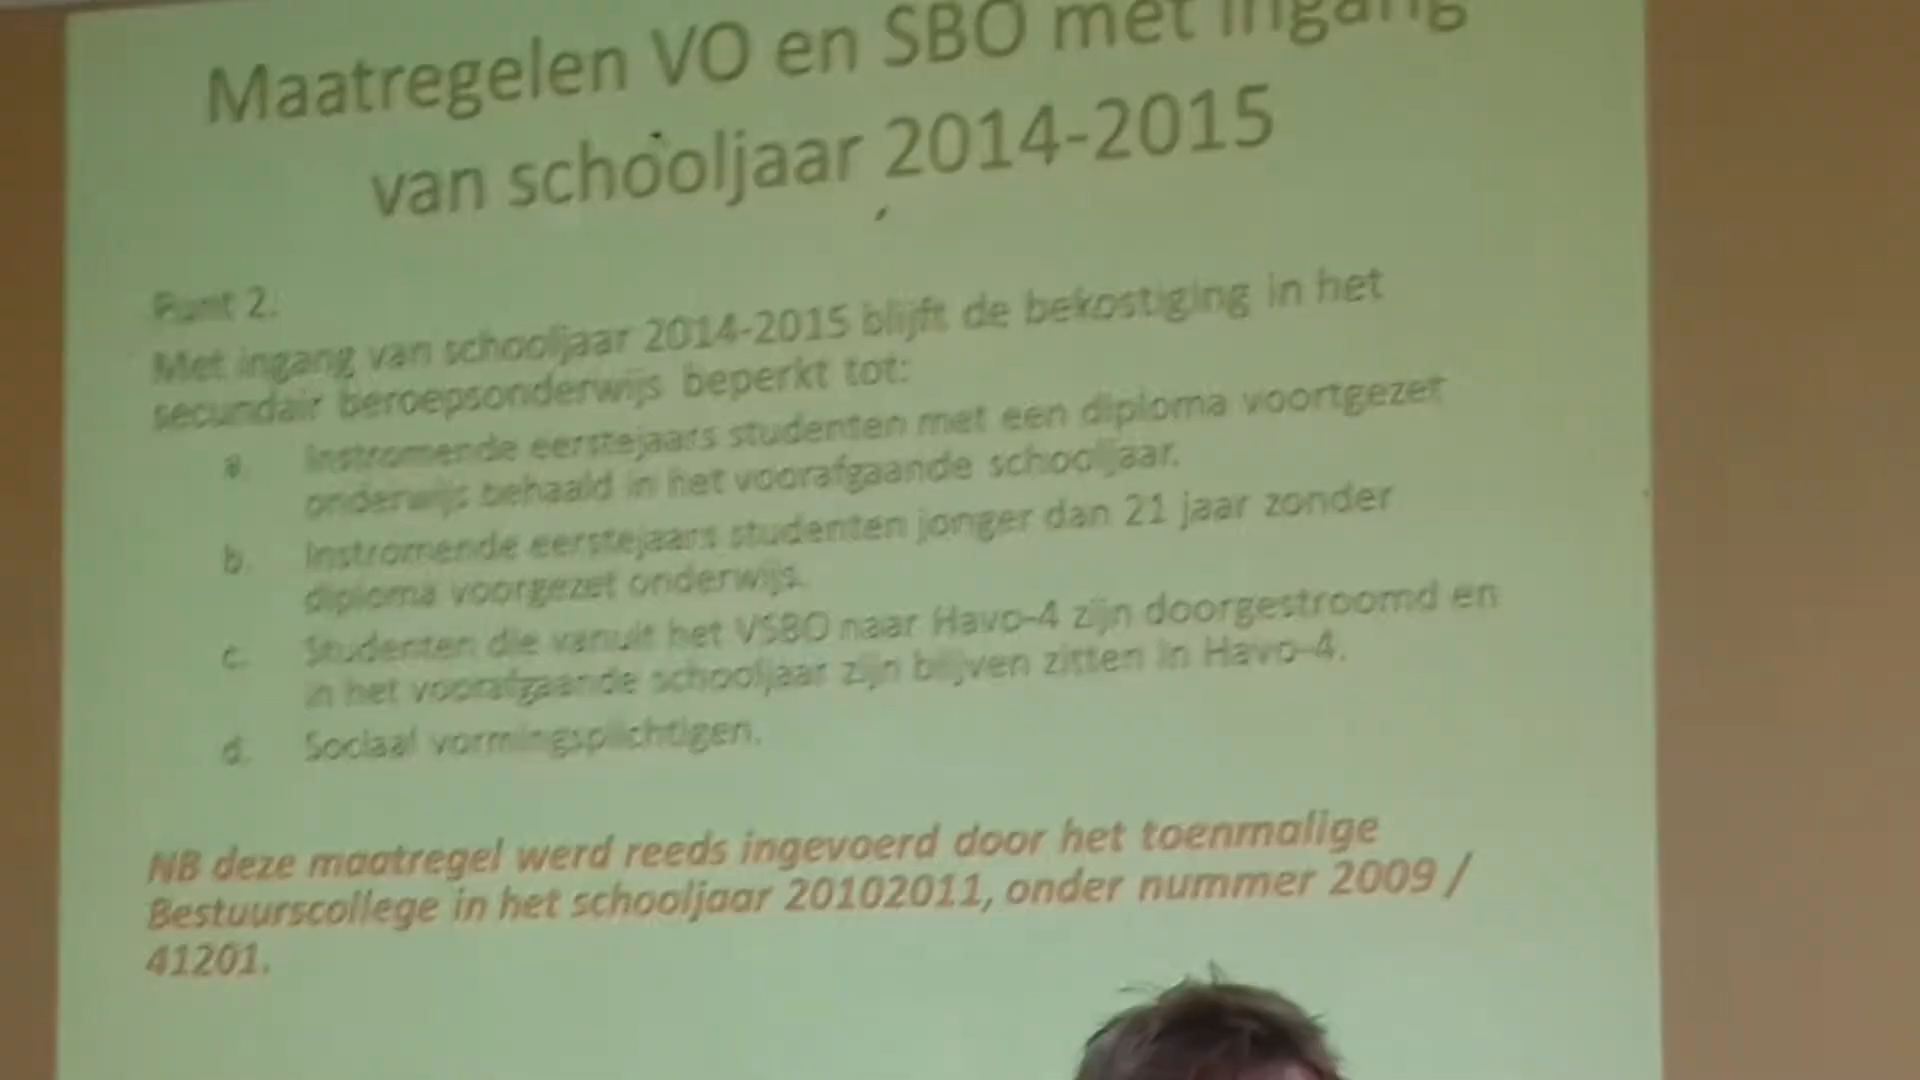 Maatregelen VO en SBO met ingang
van schooljaar 2014-2015
Punt 2.
Met ingang van schooljaar 2014-2015 blijft de bekostiging in het
secundair beroepsonderwijs beperkt tot:
a. Instromende eerstejaars studenten met een diploma voortgezet
onderwijs behaald in het voorafgaande schooljaar.
b. Instromende eerstejaars studenten jonger dan 21 jaar zonder
diploma voorgezet onderwijs.
c. Studenten die vanuit het VSBO naar Havo-4 zijn doorgestroomd en
in het voorafgaande schooljaar zijn blijven zitten in Havo-4.
d. Sociaal vormingsplichtigen.
NB deze maatregel werd reeds ingevoerd door het toenmalige
Bestuurscollege in het schooljaar 20102011, onder nummer 2009 /
41201.